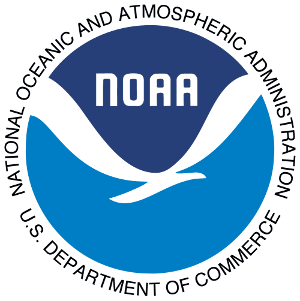 NATIONAL OCEANIC AND ATMOSPHERIC ADMINISTRATION
NOAA
U.S. DEPARTMENT OF COMMERCE